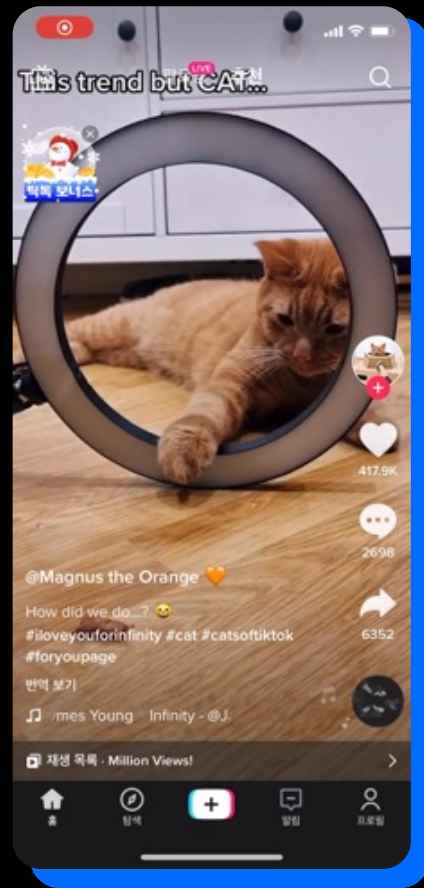 LIVE
추천
This trend but CAT...
틱톡 보너스
417.9K
2698
6352
@Magnus the Orange 🧡
How did we do...? 😂
#iloveyouforinfinity #cat #catsoftiktok
#foryoupage
번역 보기
mes Young Infinity - @J
재생 목록 · Million Views!
홈
탐색
알림
프로필